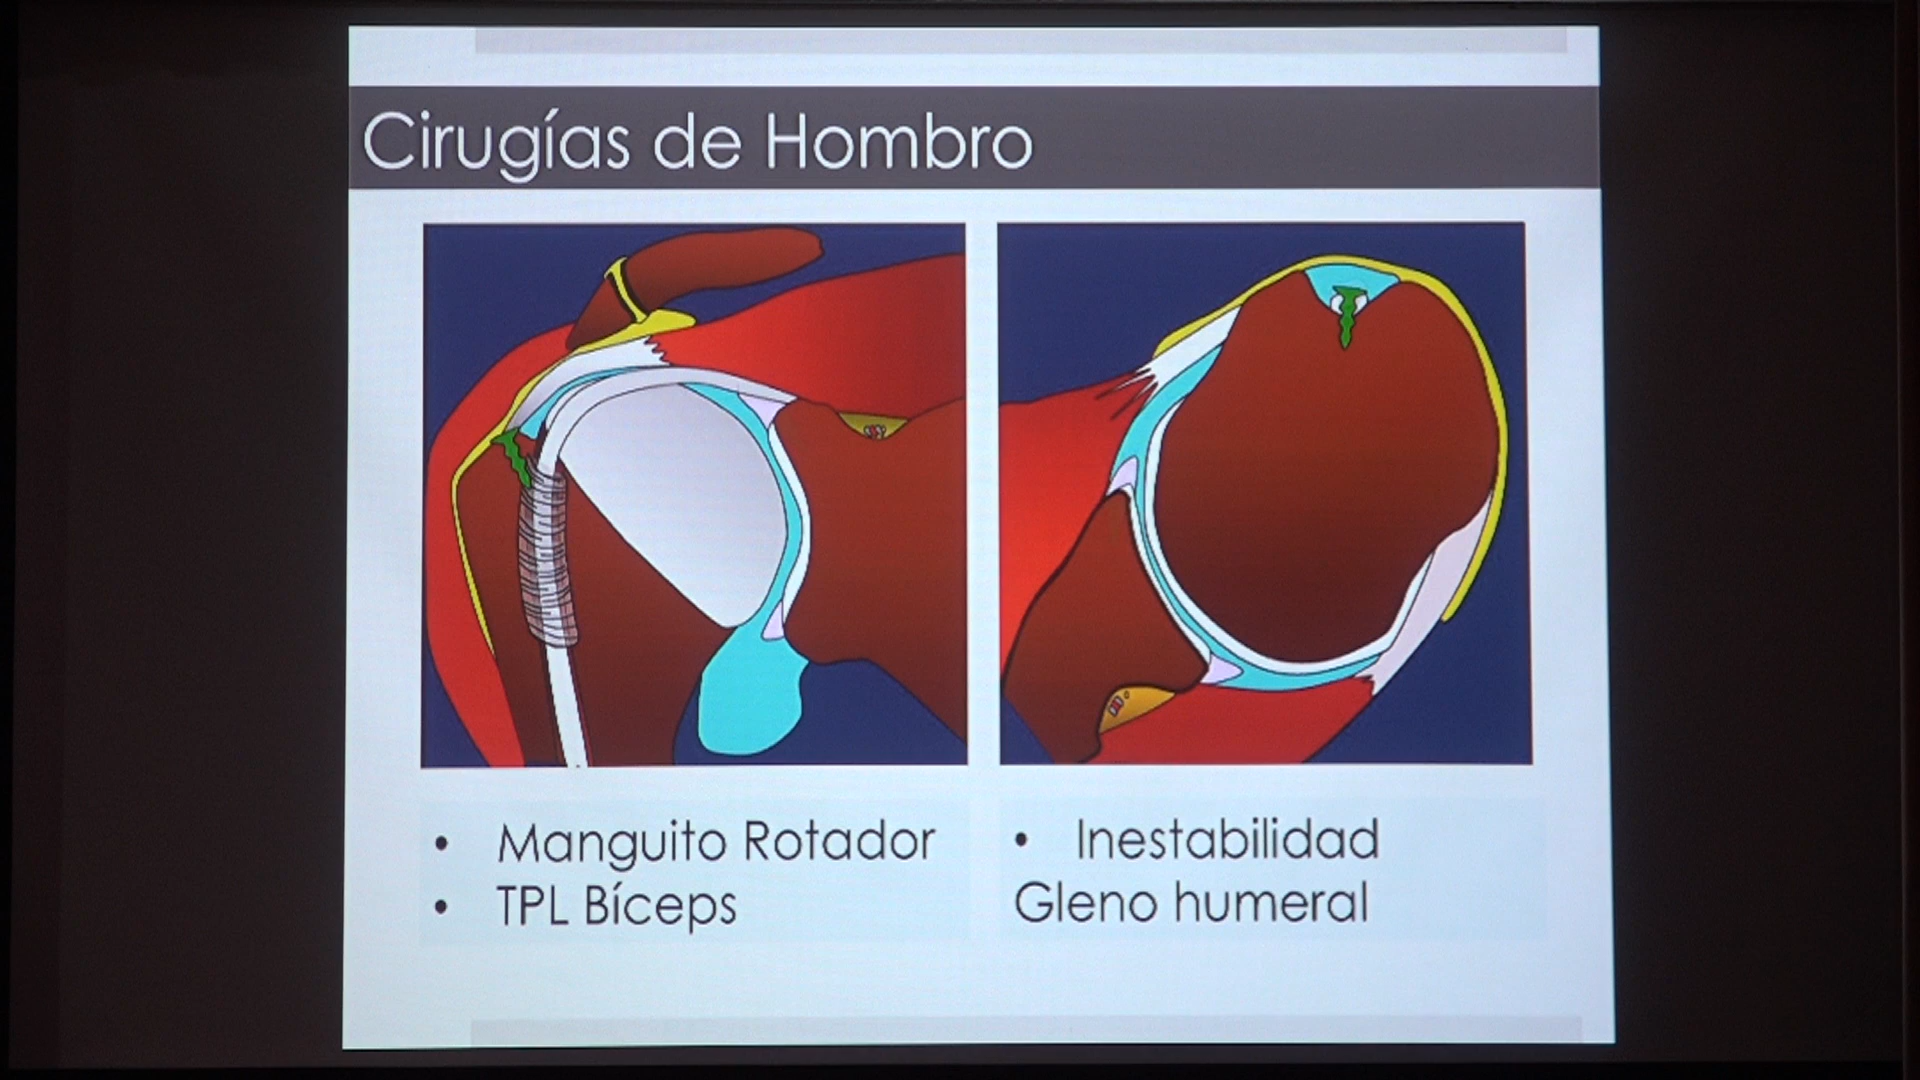 Cirugías de Hombro
• Manguito Rotador
• TPL Bíceps
• Inestabilidad
Gleno humeral